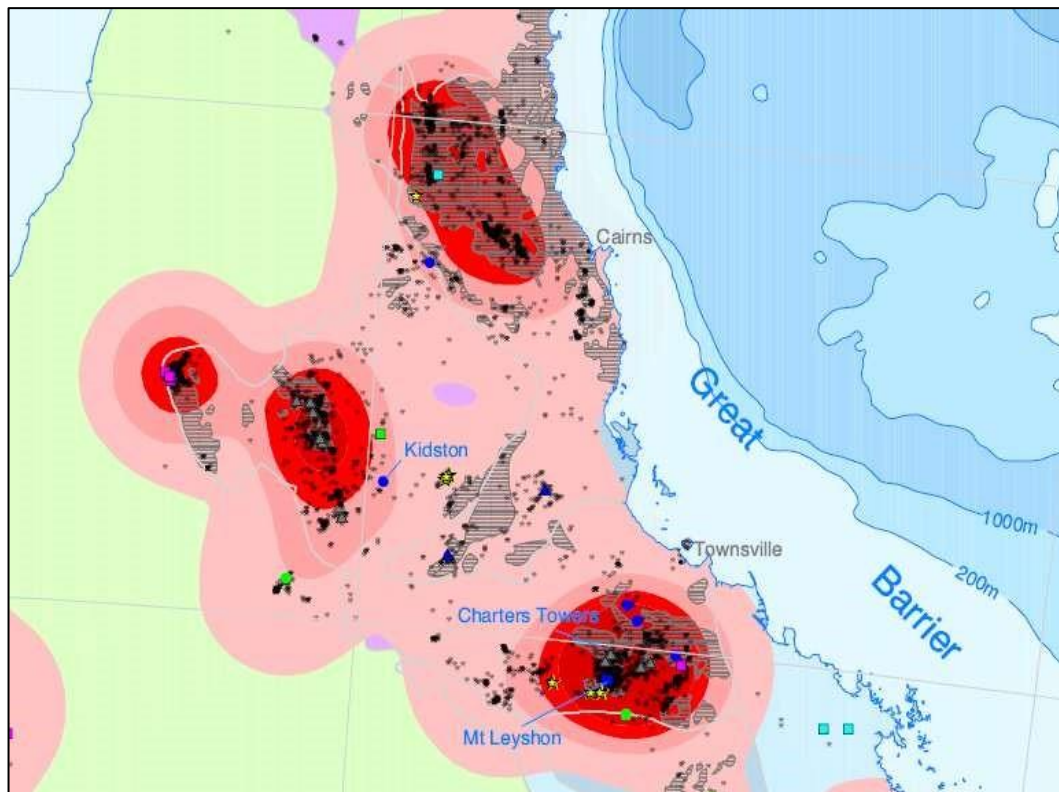 Cairns
Great
Kidston
1000m
Townsville
200m
Barrier
Charters Towers
Mt Leyshon